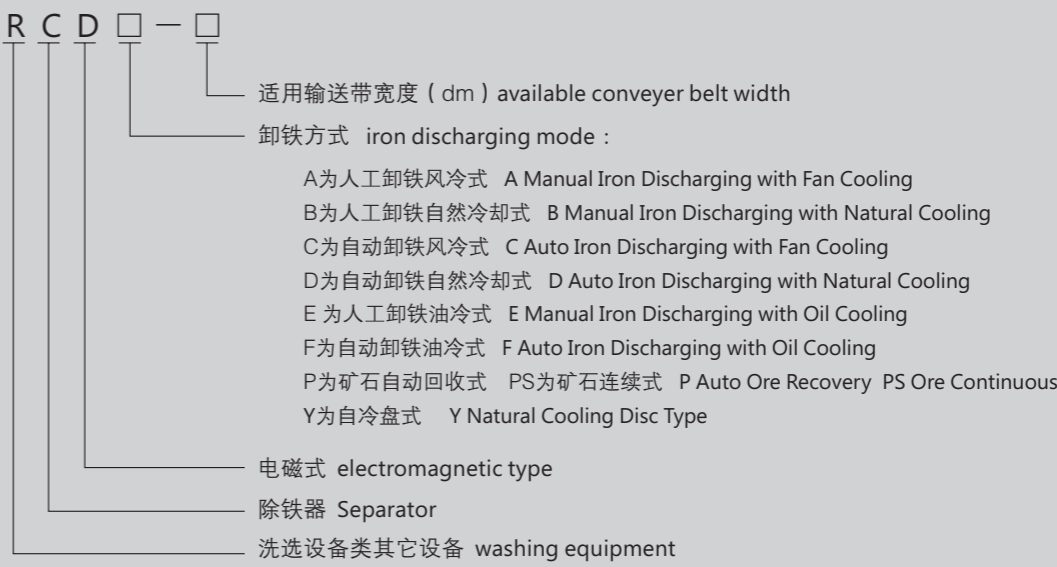 R C D □ — □
适用输送带宽度（dm）available conveyer belt width
卸铁方式 iron discharging mode：
A为人工卸铁风冷式 A Manual Iron Discharging with Fan Cooling
B为人工卸铁自然冷却式 B Manual Iron Discharging with Natural Cooling
C为自动卸铁风冷式 C Auto Iron Discharging with Fan Cooling
D为自动卸铁自然冷却式 D Auto Iron Discharging with Natural Cooling
E 为人工卸铁油冷式 E Manual Iron Discharging with Oil Cooling
F为自动卸铁油冷式 F Auto Iron Discharging with Oil Cooling
P为矿石自动回收式 PS为矿石连续式 P Auto Ore Recovery PS Ore Continuous
Y为自冷盘式 Y Natural Cooling Disc Type
电磁式 electromagnetic type
除铁器 Separator
洗选设备类其它设备 washing equipment